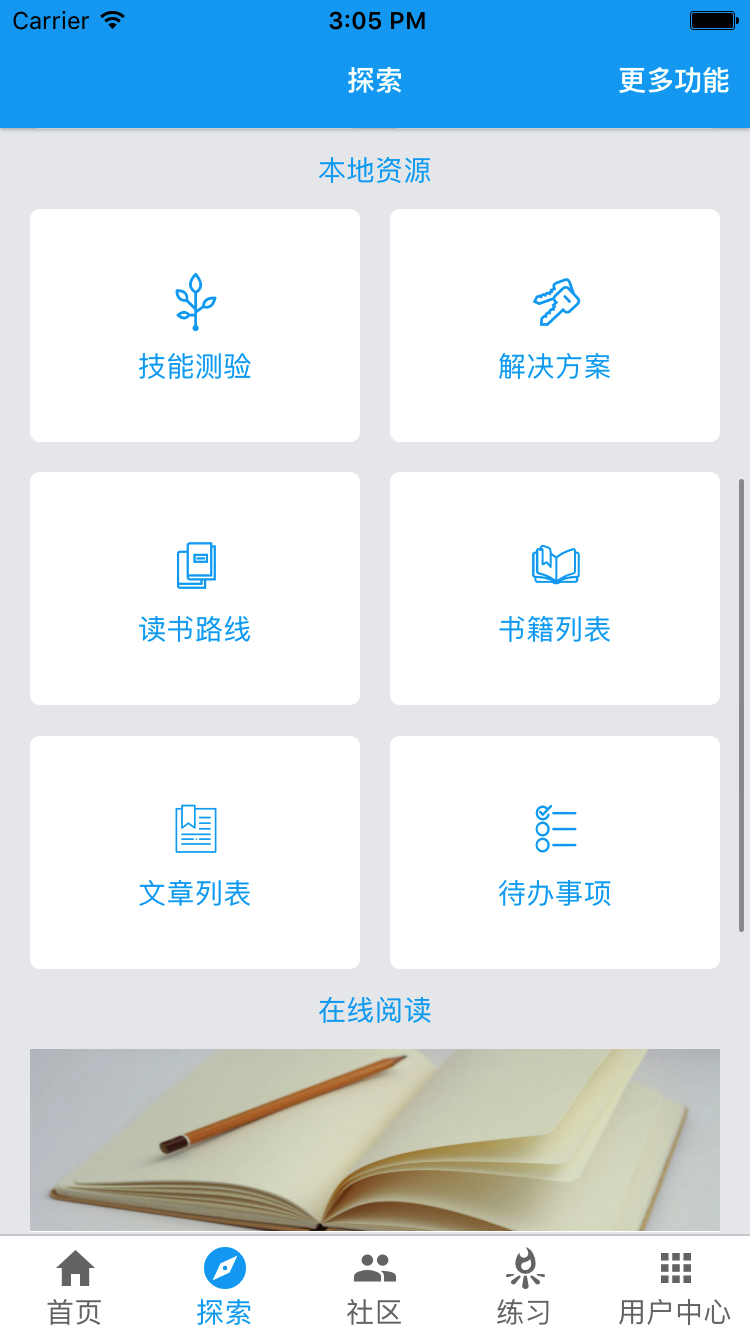 Carrier 3:05 PM
探索 更多功能
本地资源
技能测验 解决方案
读书路线 书籍列表
文章列表 待办事项
在线阅读
首页 探索 社区 练习 用户中心